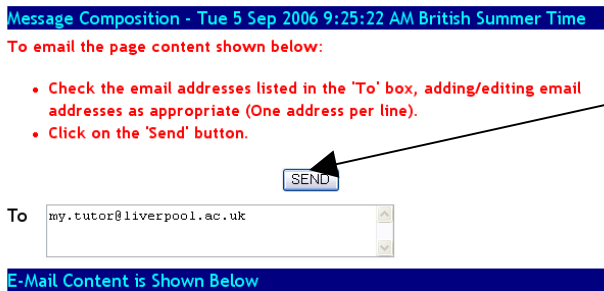 Message Composition - Tue 5 Sep 2006 9:25:22 AM British Summer Time
To email the page content shown below:
• Check the email addresses listed in the 'To' box, adding/editing email
addresses as appropriate (One address per line).
• Click on the 'Send' button.
SEND
To my.tutor@liverpool.ac.uk
E-Mail Content is Shown Below